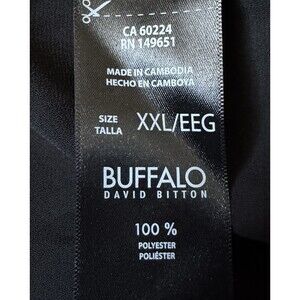 CA 60224
RN 149651
MADE IN CAMBODIA
HECHO EN CAMBOYA
SIZE
TALLA
XXL/EEG
BUFFALO
DAVID BITTON
100 %
POLYESTER
POLIÉSTER